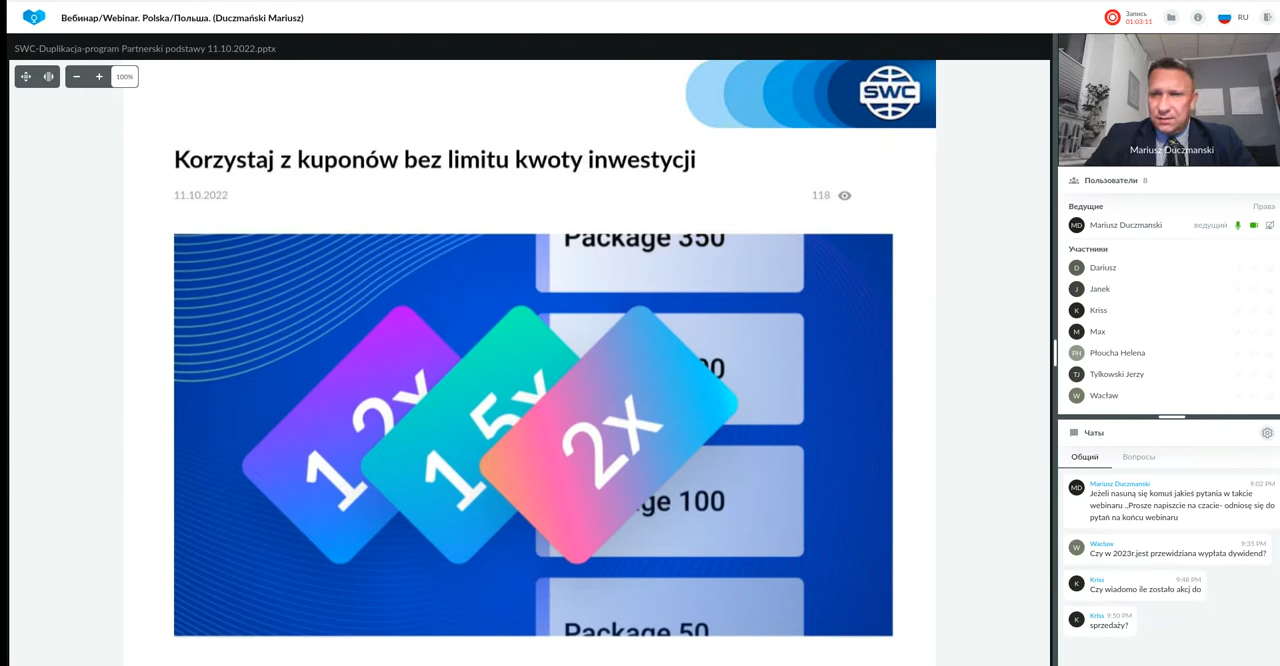 Вебинар/Webinar. Polska/Польша. (Duczmański Mariusz)
Запись
01:03:11
RU
SWC-Duplikacja-program Partnerski podstawy 11.10.2022.pptx
100%
SWC
Korzystaj z kuponów bez limitu kwoty inwestycji
11.10.2022
118
Package 350
1.2x
1.5x
2x
ge 100
Package 50
Mariusz Duczmanski
Пользователи 8
Ведущие Права
MD Mariusz Duczmanski ведущий
Участники
D Dariusz
J Janek
K Kriss
M Max
PH Płoucha Helena
TJ Tylkowski Jerzy
W Wacław
Чаты
Общий Вопросы
MD Mariusz Duczmanski 9:02 PM
Jeżeli nasuną się komuś jakieś pytania w takcie
webinaru ,,Prosze napiszcie na czacie- odniosę się do
pytań na końcu webinaru
W Wacław 9:35 PM
Czy w 2023r.jest przewidziana wypłata dywidend?
K Kriss 9:48 PM
Czy wiadomo ile zostało akcj do
K Kriss 9:50 PM
sprzedaży?